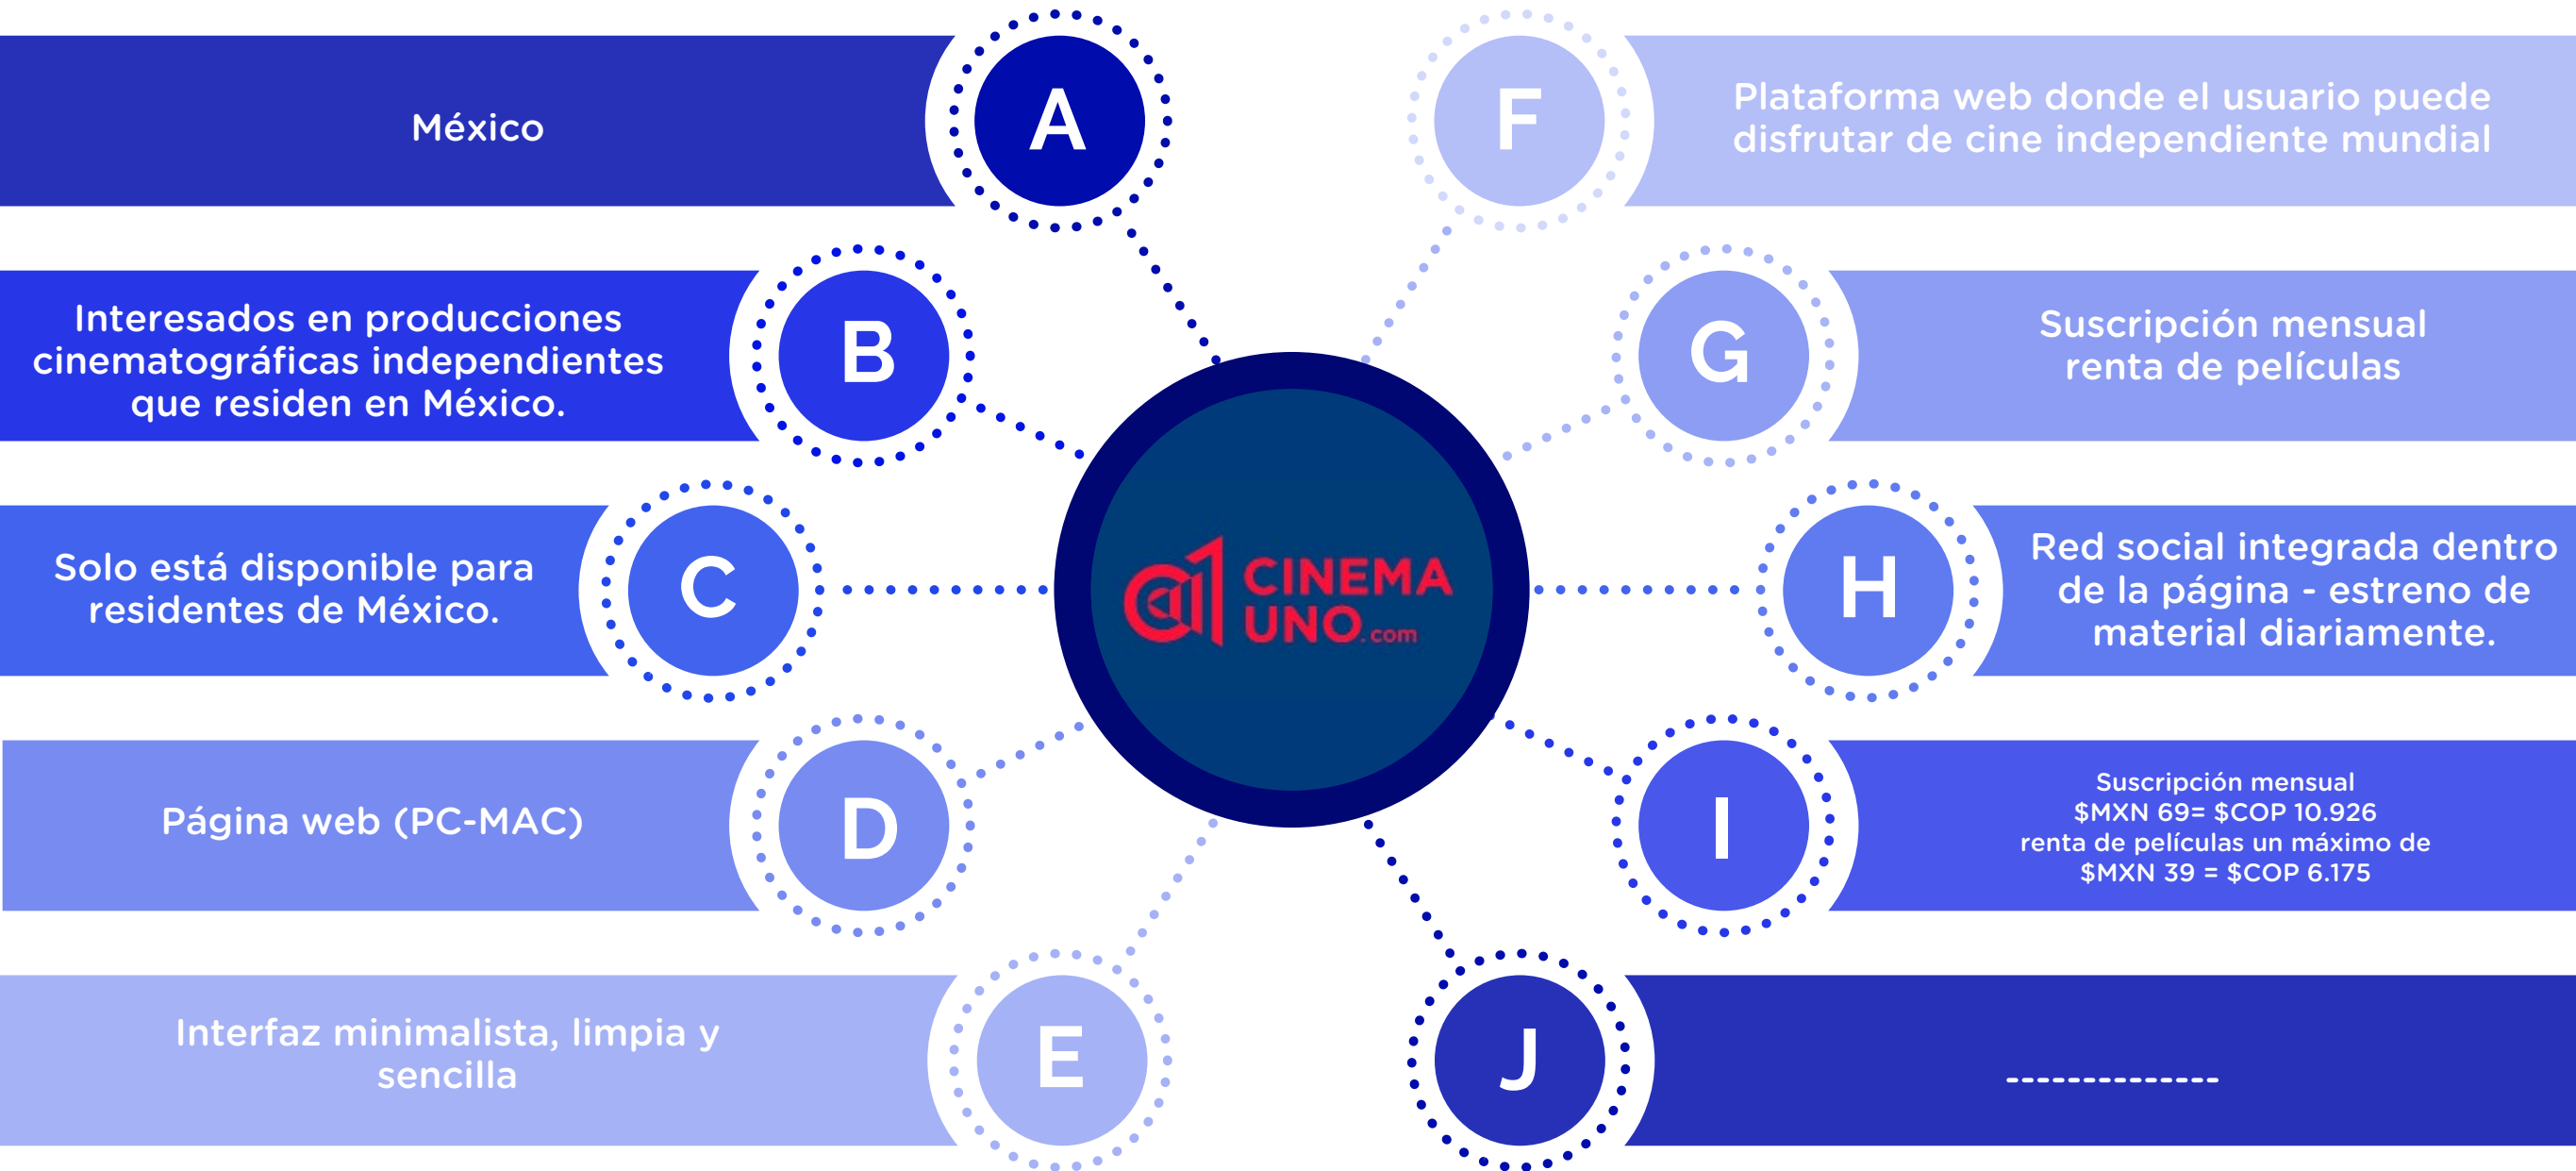 México
A
Interesados en producciones
cinematográficas independientes
que residen en México.
B
Solo está disponible para
residentes de México.
C
Página web (PC-MAC)
D
Interfaz minimalista, limpia y
sencilla
E
CINEMA
UNO.com
F
Plataforma web donde el usuario puede
disfrutar de cine independiente mundial
G
Suscripción mensual
renta de películas
H
Red social integrada dentro
de la página - estreno de
material diariamente.
I
Suscripción mensual
$MXN 69= $COP 10.926
renta de películas un máximo de
$MXN 39 = $COP 6.175
J
--------------